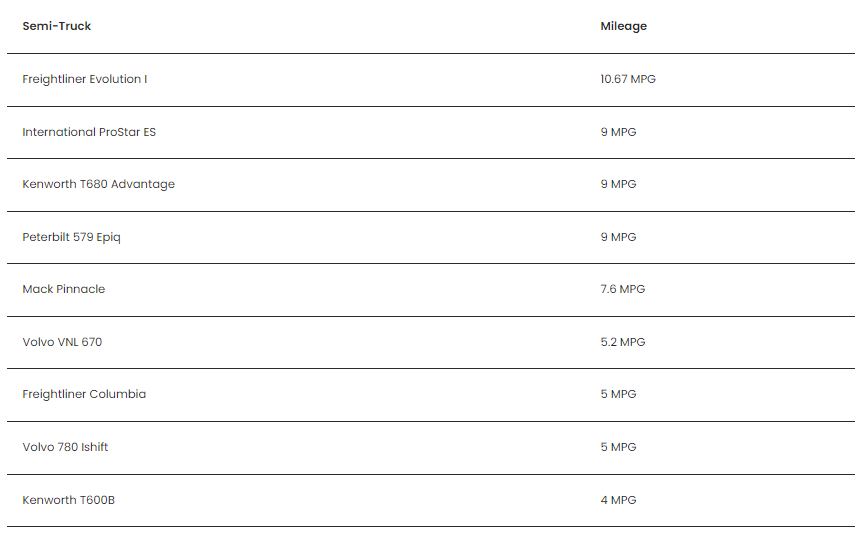 Semi-Truck Mileage
Freightliner Evolution I 10.67 MPG
International ProStar ES 9 MPG
Kenworth T680 Advantage 9 MPG
Peterbilt 579 Epiq 9 MPG
Mack Pinnacle 7.6 MPG
Volvo VNL 670 5.2 MPG
Freightliner Columbia 5 MPG
Volvo 780 Ishift 5 MPG
Kenworth T600B 4 MPG